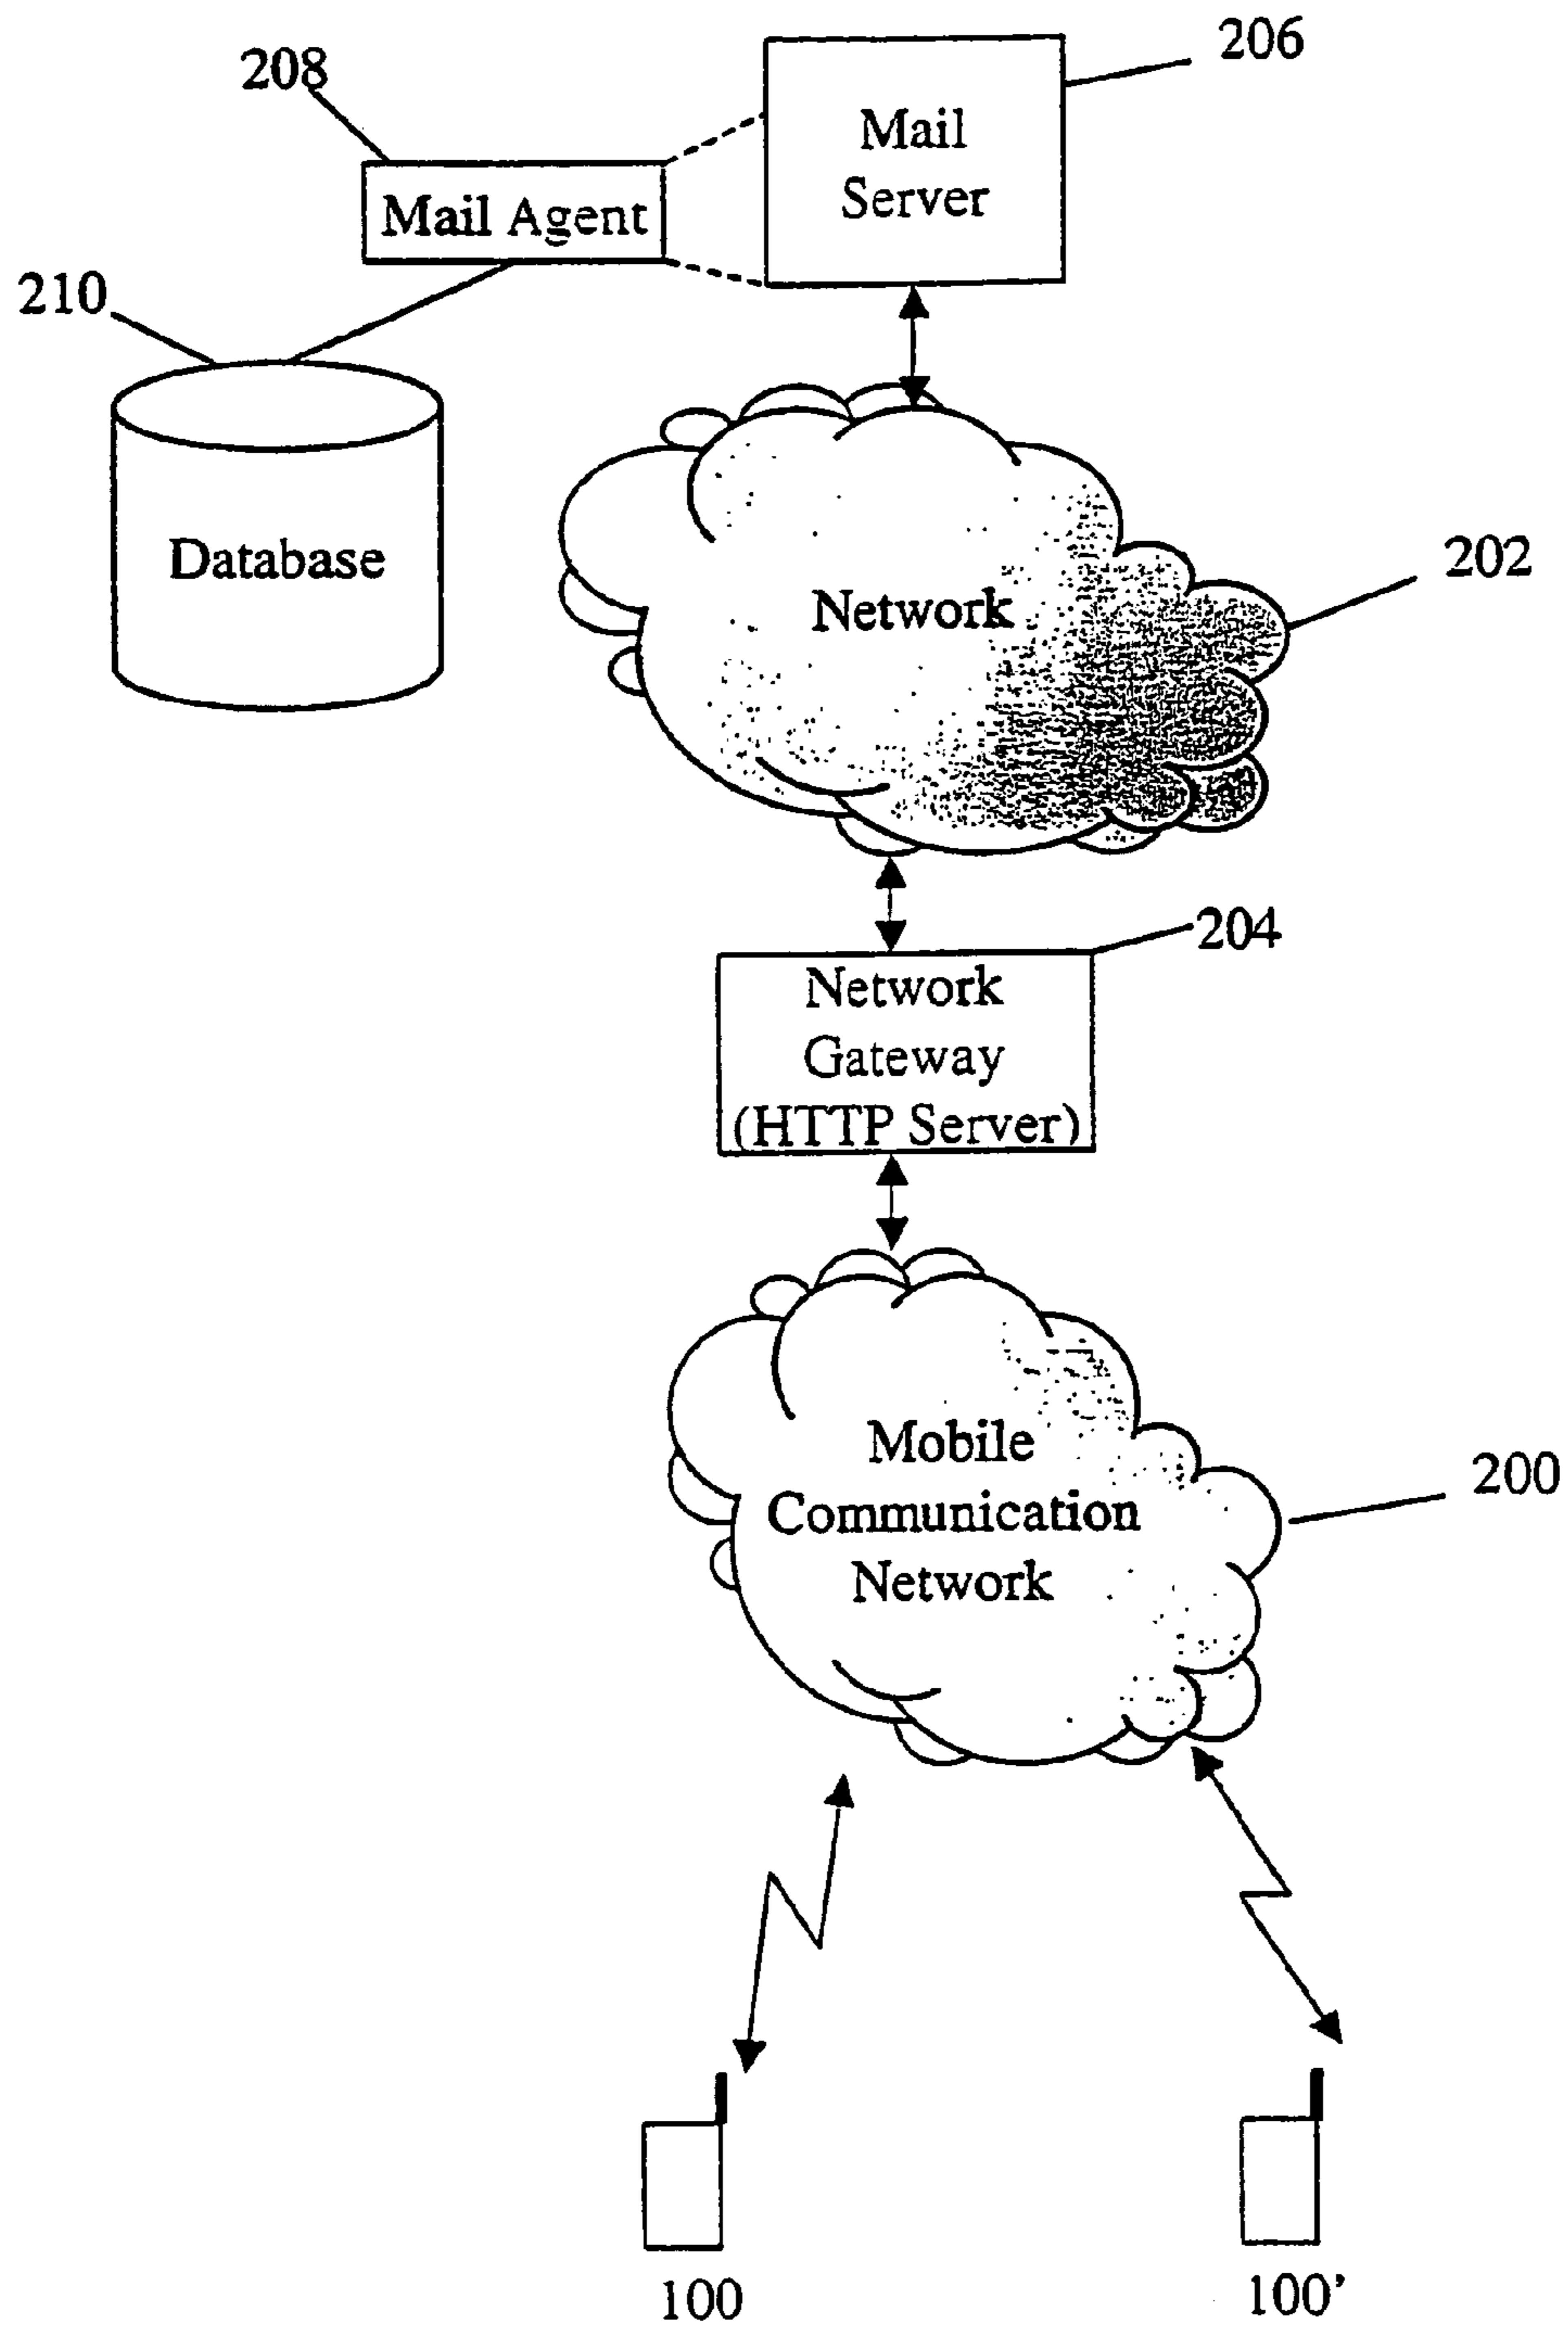 206
208
Mail
Server
Mail Agent
210
Database
202
Network
204
Network
Gateway
(HTTP Server)
Mobile
Communication
Network
200
100
100'